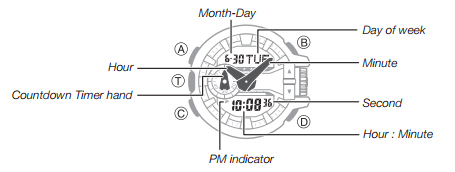 Month-Day
Day of week
A
B
Hour
6-30 TUE
Minute
T
Countdown Timer hand
Second
C
10:08 36
D
Hour : Minute
PM indicator